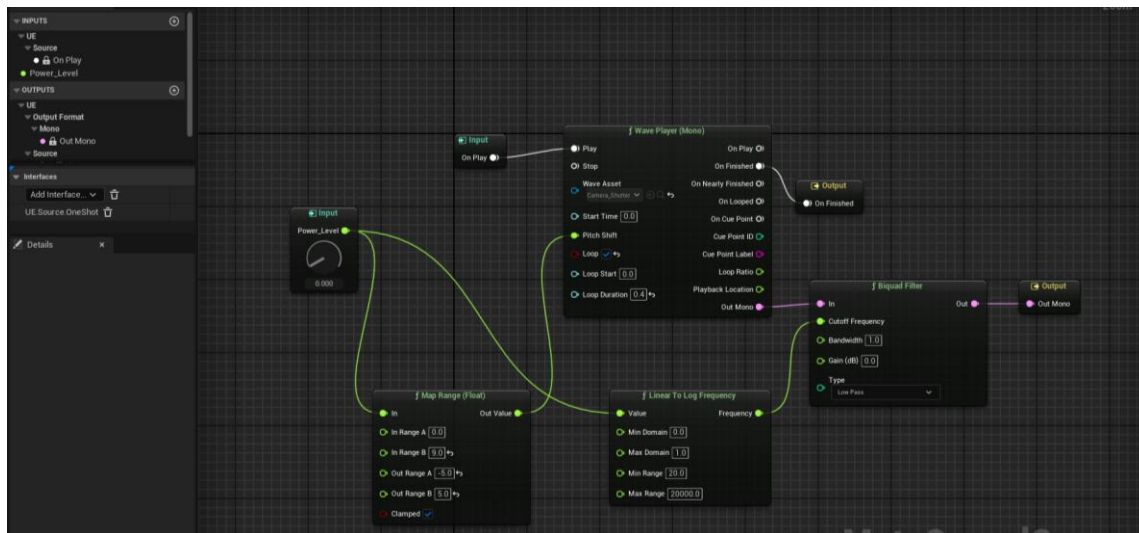 INPUTS
UE
Source
On Play
Power_Level
OUTPUTS
UE
Output Format
Mono
Out Mono
Source
Interfaces
Add Interface...
UE.Source.OneShot
Details
Input
On Play
Input
Power_Level
0.000
Wave Player (Mono)
Play
On Play
Stop
On Finished
Wave Asset
Camera_Shutter
On Nearly Finished
On Looped
Start Time 0.0
On Cue Point
Pitch Shift
Cue Point ID
Loop
Cue Point Label
Loop Start 0.0
Loop Ratio
Loop Duration 0.4
Playback Location
Out Mono
Output
On Finished
Biquad Filter
In
Out
Cutoff Frequency
Bandwidth 1.0
Gain (dB) 0.0
Type
Low Pass
Output
Out Mono
Map Range (Float)
In
Out Value
In Range A 0.0
In Range B 9.0
Out Range A -5.0
Out Range B 5.0
Clamped
Linear To Log Frequency
Value
Frequency
Min Domain 0.0
Max Domain 1.0
Min Range 20.0
Max Range 20000.0